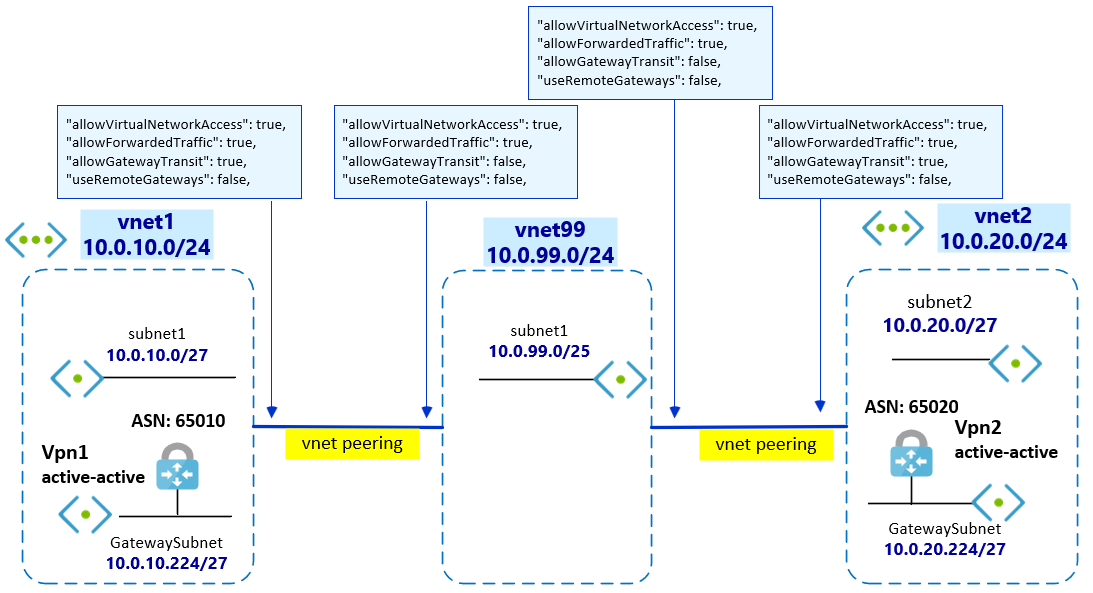 "allowVirtualNetworkAccess": true,
"allowForwardedTraffic": true,
"allowGatewayTransit": false,
"useRemoteGateways": false,
"allowVirtualNetworkAccess": true,
"allowForwardedTraffic": true,
"allowGatewayTransit": true,
"useRemoteGateways": false,
"allowVirtualNetworkAccess": true,
"allowForwardedTraffic": true,
"allowGatewayTransit": false,
"useRemoteGateways": false,
"allowVirtualNetworkAccess": true,
"allowForwardedTraffic": true,
"allowGatewayTransit": true,
"useRemoteGateways": false,
vnet1
10.0.10.0/24
vnet99
10.0.99.0/24
vnet2
10.0.20.0/24
subnet1
10.0.10.0/27
ASN: 65010
Vpn1
active-active
GatewaySubnet
10.0.10.224/27
vnet peering
subnet1
10.0.99.0/25
vnet peering
subnet2
10.0.20.0/27
ASN: 65020
Vpn2
active-active
GatewaySubnet
10.0.20.224/27